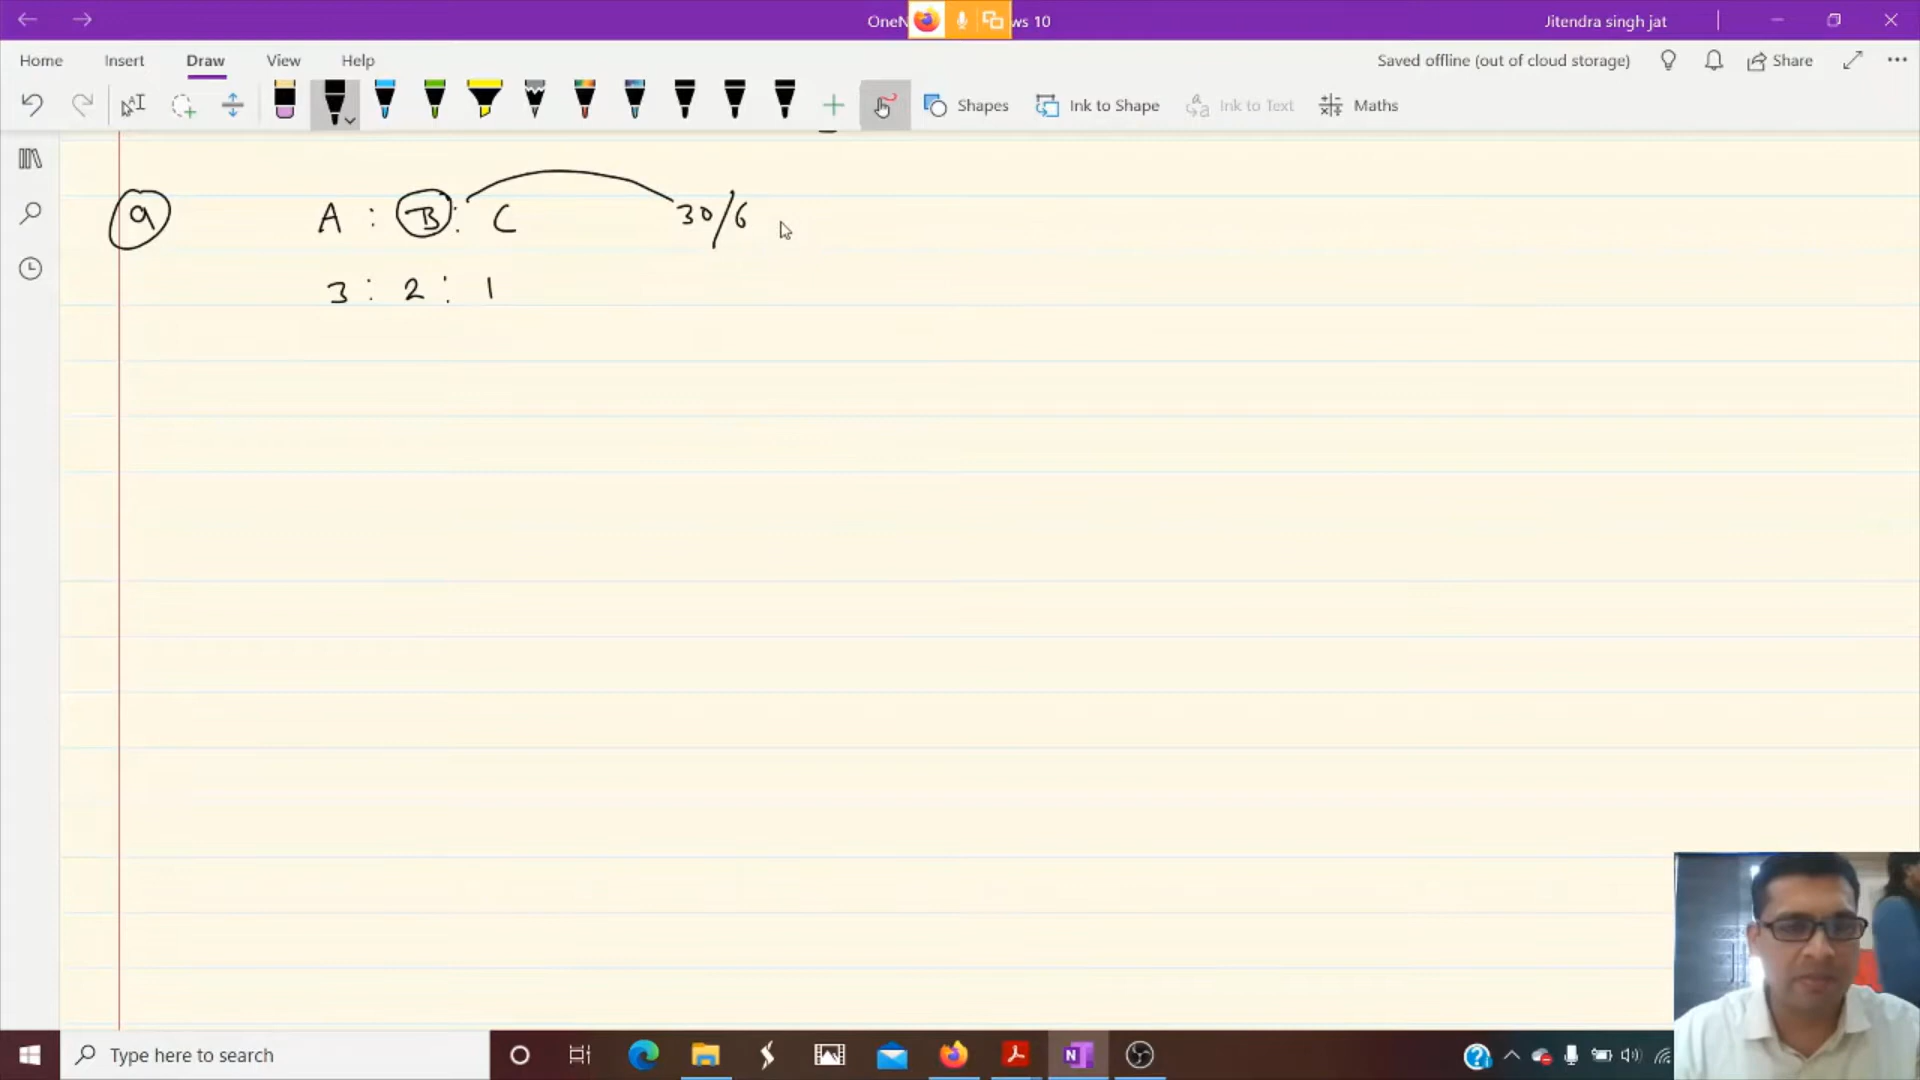 OneN
ws 10
Jitendra singh jat
Home Insert Draw View Help
Saved offline (out of cloud storage)
Share
Shapes
Ink to Shape
Ink to Text
Maths
9
A : B : C
30/6
3 : 2 : 1
Type here to search